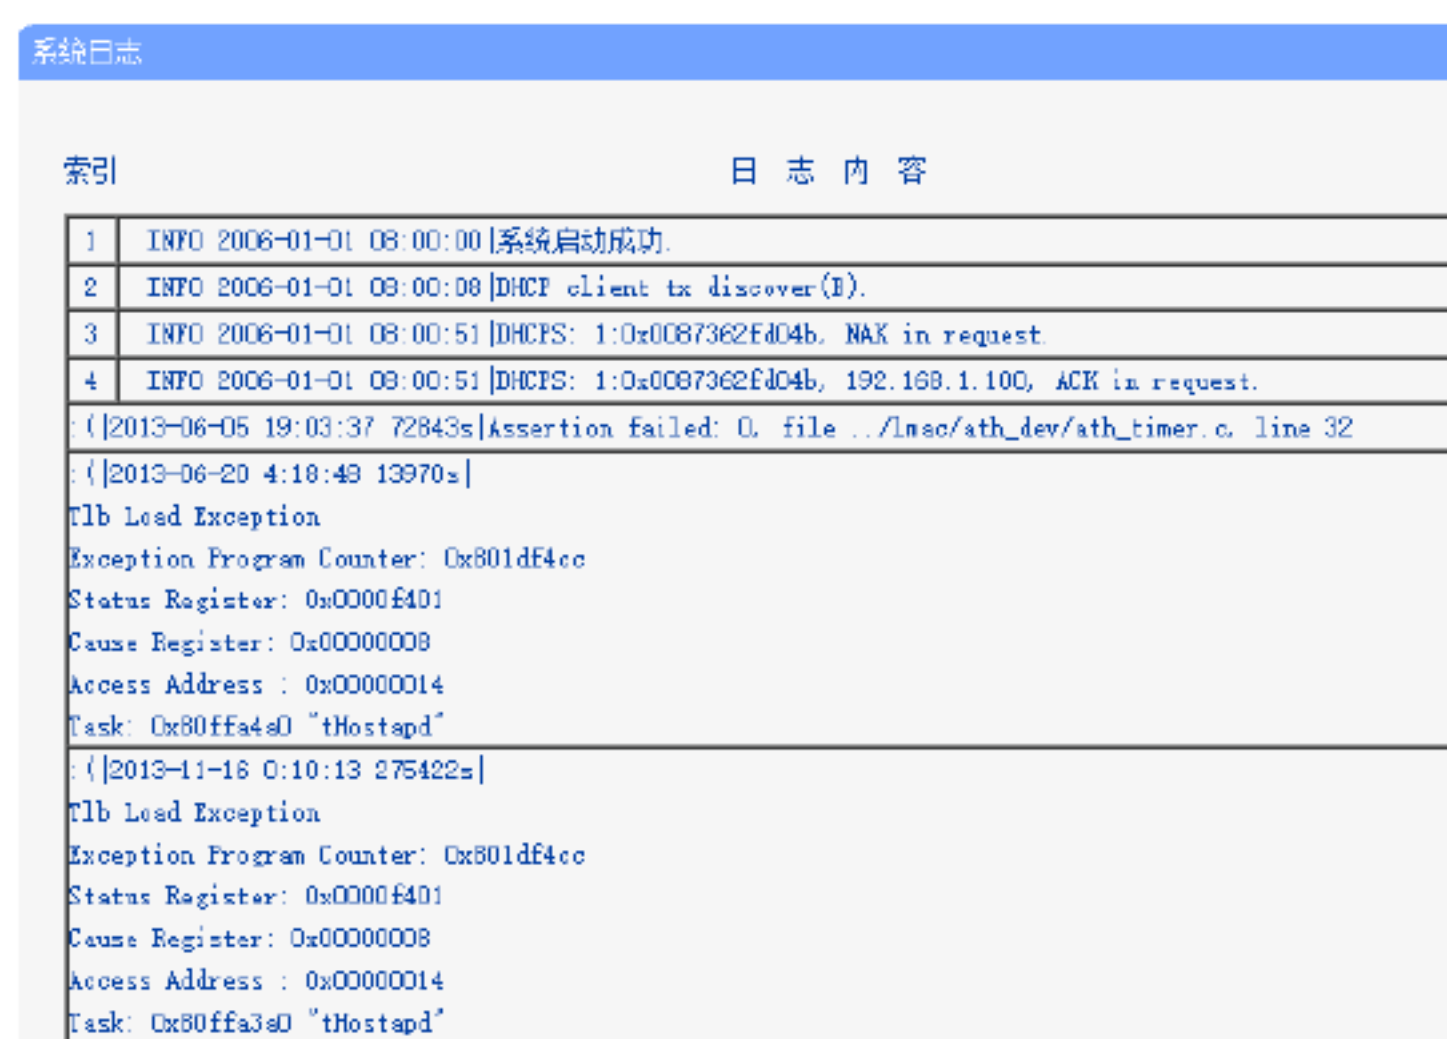 系统日志
索引 日 志 内 容
1 INFO 2006-01-01 08:00:00|系统启动成功.
2 INFO 2006-01-01 08:00:08|DHCP client tx discover(B).
3 INFO 2006-01-01 08:00:51|DHCPS: 1:0x0087362fd04b, NAK in request.
4 INFO 2006-01-01 08:00:51|DHCPS: 1:0x0087362fd04b, 192.168.1.100, ACK in request.
:(|2013-06-05 19:03:37 72843s|Assertion failed: 0, file ../lmac/ath_dev/ath_timer.c, line 32
:(|2013-06-20 4:18:48 13970s|
Tlb Load Exception
Exception Program Counter: 0x801df4cc
Status Register: 0x0000f401
Cause Register: 0x00000008
Access Address : 0x00000014
Task: 0x80ffa4a0 "tHostapd"
:(|2013-11-16 0:10:13 275422s|
Tlb Load Exception
Exception Program Counter: 0x801df4cc
Status Register: 0x0000f401
Cause Register: 0x00000008
Access Address : 0x00000014
Task: 0x80ffa3a0 "tHostapd"